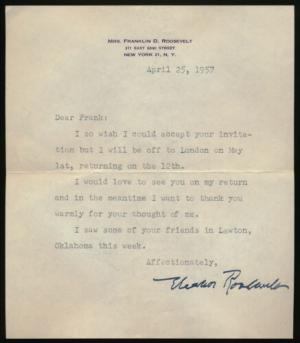 MRS. FRANKLIN D. ROOSEVELT
211 EAST 62ND STREET
NEW YORK 21, N. Y.
April 25, 1957
Dear Frank:
I so wish I could accept your invita-
tion but I will be off to London on May
1st, returning on the 12th.
I would love to see you on my return
and in the meantime I want to thank you
warmly for your thought of me.
I saw some of your friends in Lawton,
Oklahoma this week.
Affectionately,
Eleanor Roosevelt